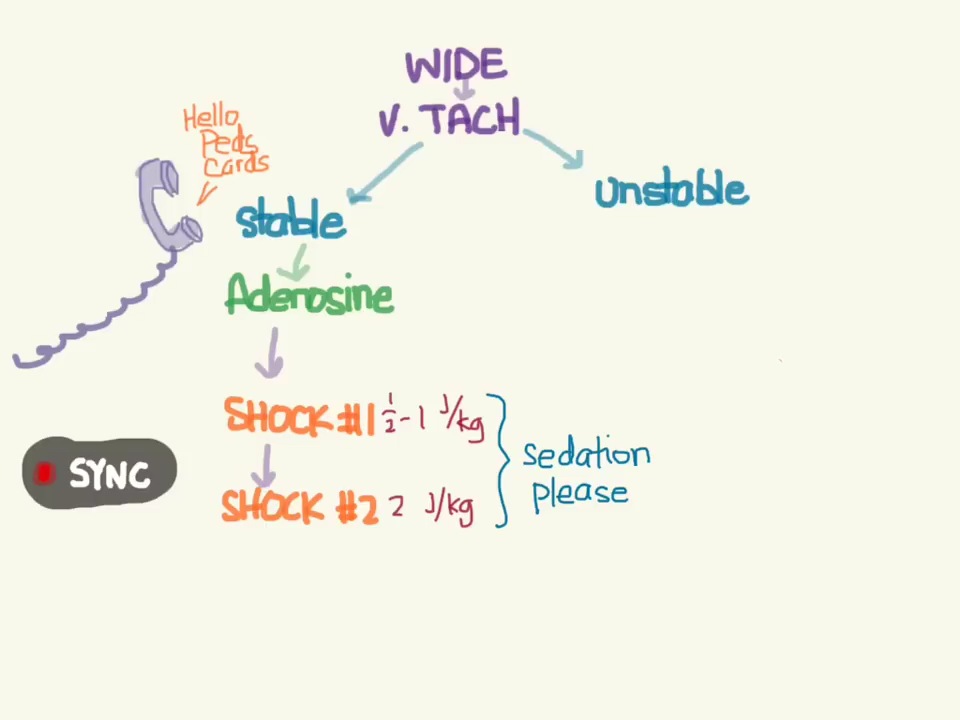 WIDE
V. TACH
Hello
Peds
Cards
stable
unstable
Adenosine
SHOCK #1 ½-1 J/kg
SYNC
SHOCK #2 2 J/kg
sedation
please